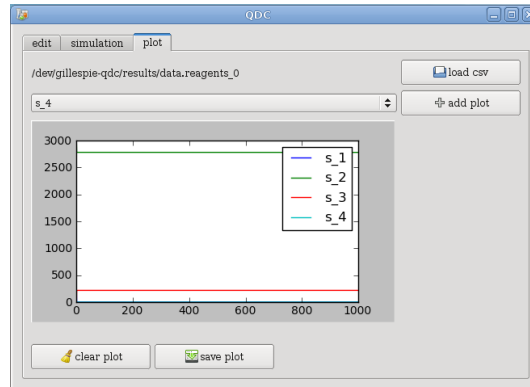 QDC
edit simulation plot
/dev/gillespie-qdc/results/data.reagents_0
load csv
s_4
add plot
3000
2500
2000
1500
1000
500
0
0 200 400 600 800 1000
s_1
s_2
s_3
s_4
clear plot save plot